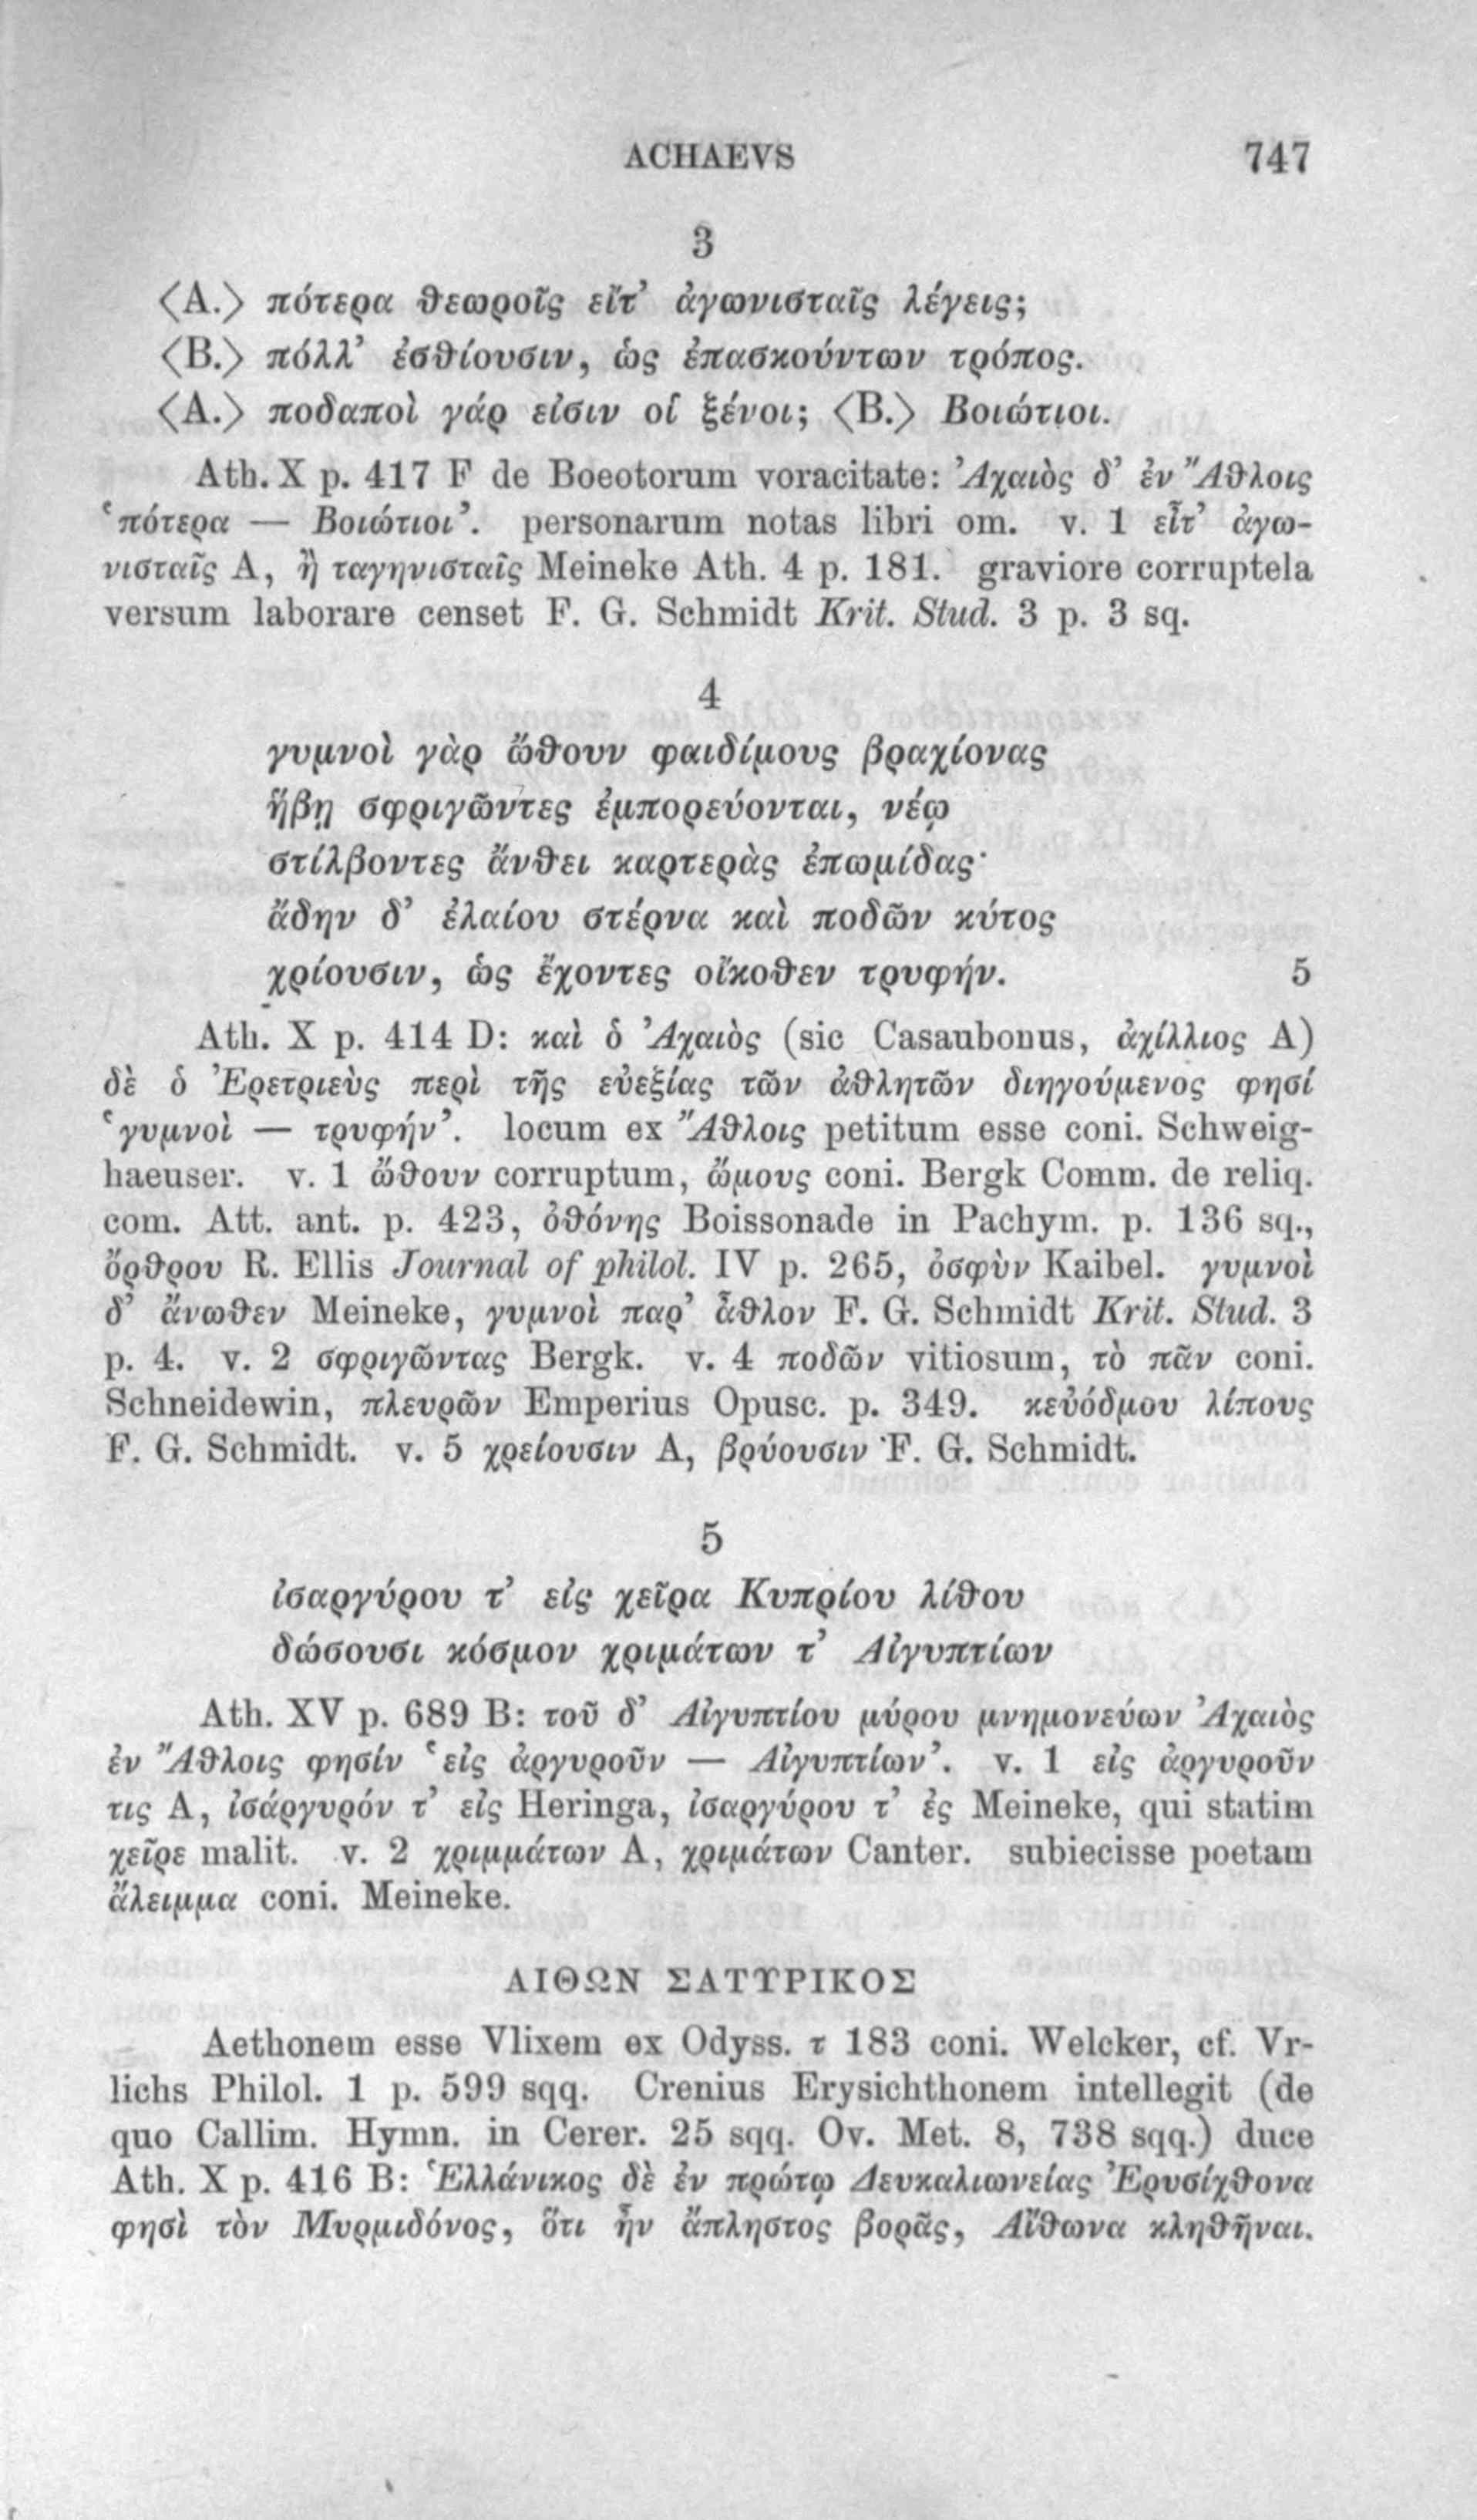 ACHAEVS 747
3
⟨A.⟩ πότερα θεωροῖς εἴτ’ ἀγωνισταῖς λέγεις;
⟨B.⟩ πόλλ’ ἐσθίουσιν, ὡς ἐπασκούντων τρόπος.
⟨A.⟩ ποδαποὶ γάρ εἰσιν οἱ ξένοι; ⟨B.⟩ Βοιώτιοι.
Ath. X p. 417 F de Boeotorum voracitate: Ἀχαιὸς δ’ ἐν Ἄθλοις
‘πότερα — Βοιώτιοι’. personarum notas libri om. v. 1 εἶτ’ ἀγω-
νισταῖς A, ἢ ταγηνισταῖς Meineke Ath. 4 p. 181. graviore corruptela
versum laborare censet F. G. Schmidt Krit. Stud. 3 p. 3 sq.
4
γυμνοὶ γὰρ ὤθουν φαιδίμους βραχίονας
ἥβῃ σφριγῶντες ἐμπορεύονται, νέῳ
στίλβοντες ἄνθει καρτερὰς ἐπωμίδας·
ἄδην δ’ ἐλαίου στέρνα καὶ ποδῶν κύτος
χρίουσιν, ὡς ἔχοντες οἴκοθεν τρυφήν. 5
Ath. X p. 414 D: καὶ ὁ Ἀχαιὸς (sic Casaubonus, ἀχίλλιος A)
δὲ ὁ Ἐρετριεὺς περὶ τῆς εὐεξίας τῶν ἀθλητῶν διηγούμενος φησί
‘γυμνοὶ — τρυφήν’. locum ex Ἄθλοις petitum esse coni. Schweig-
haeuser. v. 1 ὤθουν corruptum, ὤμους coni. Bergk Comm. de reliq.
com. Att. ant. p. 423, ὀθόνης Boissonade in Pachym. p. 136 sq.,
ὄρθρου R. Ellis Journal of philol. IV p. 265, ὀσφὺν Kaibel. γυμνοὶ
δ’ ἄνωθεν Meineke, γυμνοὶ παρ’ ἆθλον F. G. Schmidt Krit. Stud. 3
p. 4. v. 2 σφριγῶντας Bergk. v. 4 ποδῶν vitiosum, τὸ πᾶν coni.
Schneidewin, πλευρῶν Emperius Opusc. p. 349. κεὐόδμου λίπους
F. G. Schmidt. v. 5 χρείουσιν A, βρύουσιν F. G. Schmidt.
5
ἰσαργύρου τ’ εἰς χεῖρα Κυπρίου λίθου
δώσουσι κόσμον χριμάτων τ’ Αἰγυπτίων
Ath. XV p. 689 B: τοῦ δ’ Αἰγυπτίου μύρου μνημονεύων Ἀχαιὸς
ἐν Ἄθλοις φησίν ‘εἰς ἀργυροῦν — Αἰγυπτίων’. v. 1 εἰς ἀργυροῦν
τις A, ἰσάργυρόν τ’ εἰς Heringa, ἰσαργύρου τ’ ἐς Meineke, qui statim
χεῖρε malit. v. 2 χριμμάτων A, χριμάτων Canter. subiecisse poetam
ἄλειμμα coni. Meineke.
ΑΙΘΩΝ ΣΑΤΥΡΙΚΟΣ
Aethonem esse Vlixem ex Odyss. τ 183 coni. Welcker, cf. Vr-
lichs Philol. 1 p. 599 sqq. Crenius Erysichthonem intellegit (de
quo Callim. Hymn. in Cerer. 25 sqq. Ov. Met. 8, 738 sqq.) duce
Ath. X p. 416 B: Ἑλλάνικος δὲ ἐν πρώτῳ Δευκαλιωνείας Ἐρυσίχθονα
φησὶ τὸν Μυρμιδόνος, ὅτι ἦν ἄπληστος βορᾶς, Αἴθωνα κληθῆναι.